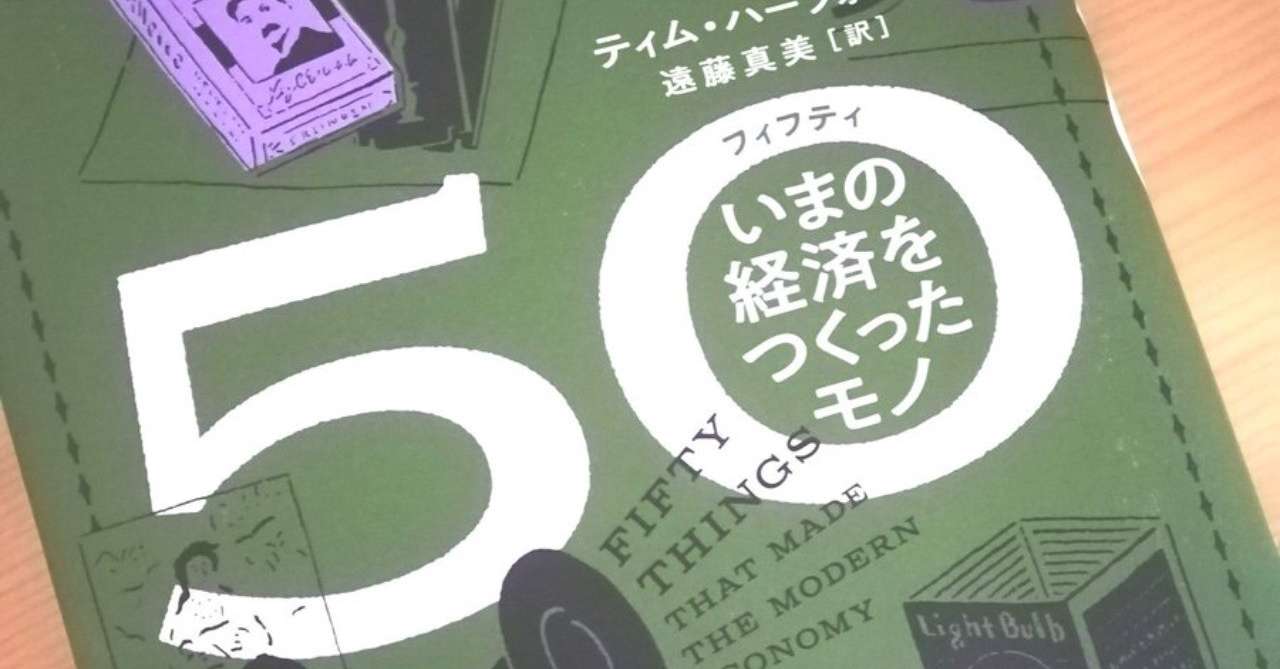 ティム・ハーフ
遠藤真美[訳]
フィフティ
50
いまの
経済を
つくった
モノ
FIFTY
THINGS
THAT MADE
THE MODERN
CONOMY
Light Bulb